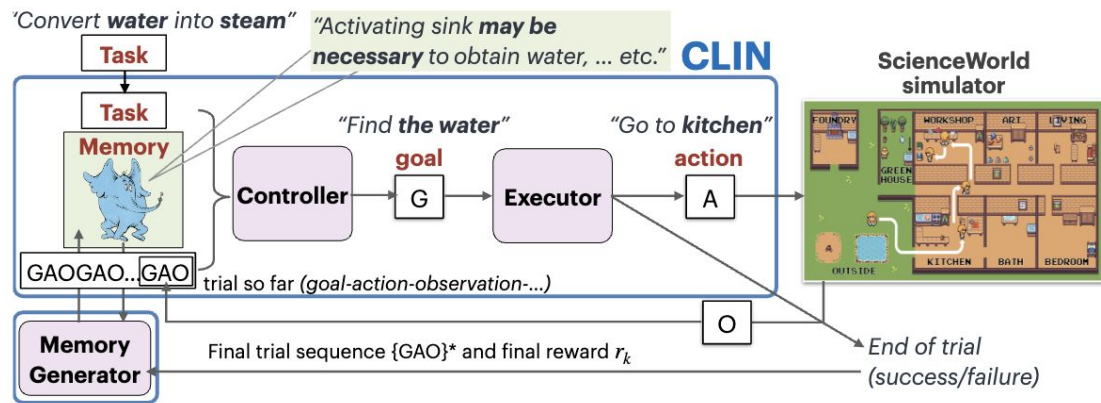 “Convert water into steam”
Task
“Activating sink may be
necessary to obtain water, ... etc.”
CLIN
Task
Memory
“Find the water”
goal
“Go to kitchen”
action
ScienceWorld
simulator
Controller
G
Executor
A
FOUNDRY
WORKSHOP
ART
LIVING
GREEN
HOUSE
OUTSIDE
KITCHEN
BATH
BEDROOM
GAOGAO...GAO
trial so far (goal-action-observation-...)
O
Memory
Generator
Final trial sequence {GAO}* and final reward rₖ
End of trial
(success/failure)